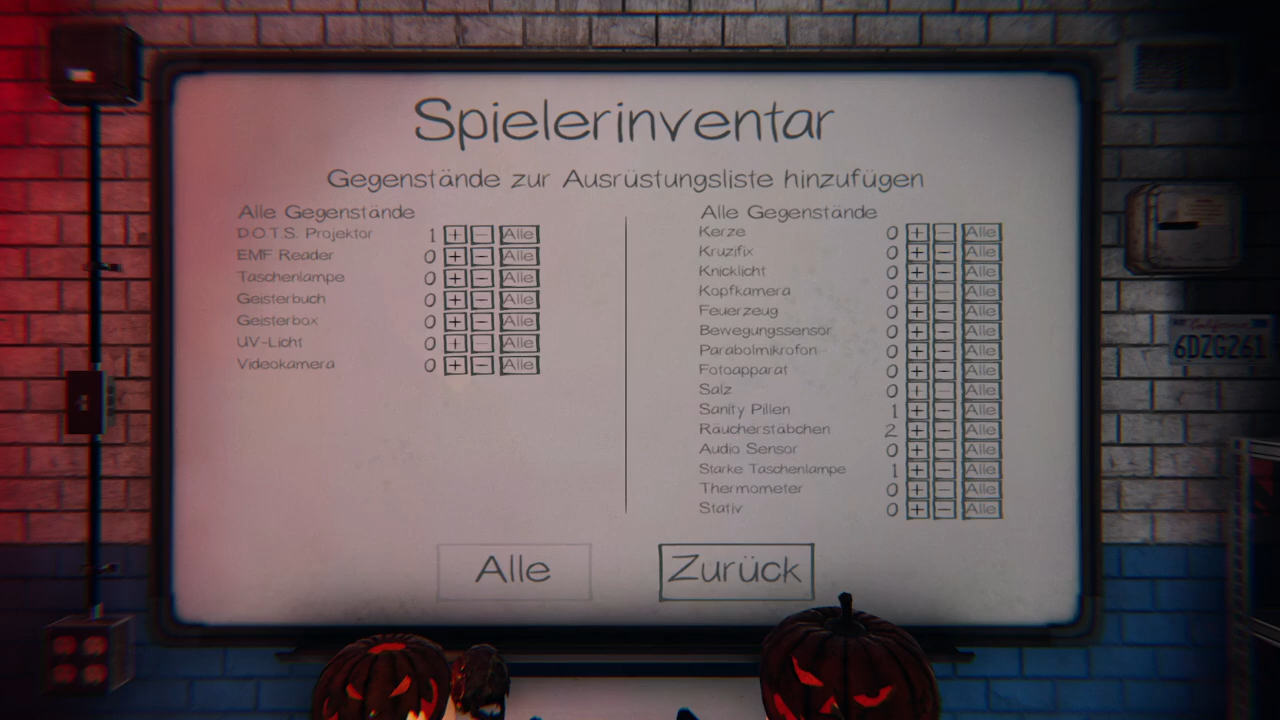 Spielerinventar
Gegenstände zur Ausrüstungsliste hinzufügen
Alle Gegenstände
D.O.T.S. Projektor 1 + - Alle
EMF Reader 0 + - Alle
Taschenlampe 0 + - Alle
Geisterbuch 0 + - Alle
Geisterbox 0 + - Alle
UV-Licht 0 + - Alle
Videokamera 0 + - Alle
Alle Gegenstände
Kerze 0 + - Alle
Kruzifix 0 + - Alle
Knicklicht 0 + - Alle
Kopfkamera 0 + - Alle
Feuerzeug 0 + - Alle
Bewegungssensor 0 + - Alle
Parabolmikrofon 0 + - Alle
Fotoapparat 0 + - Alle
Salz 0 + - Alle
Sanity Pillen 1 + - Alle
Räucherstäbchen 2 + - Alle
Audio Sensor 0 + - Alle
Starke Taschenlampe 1 + - Alle
Thermometer 0 + - Alle
Stativ 0 + - Alle
Alle
Zurück
California
6DZG261